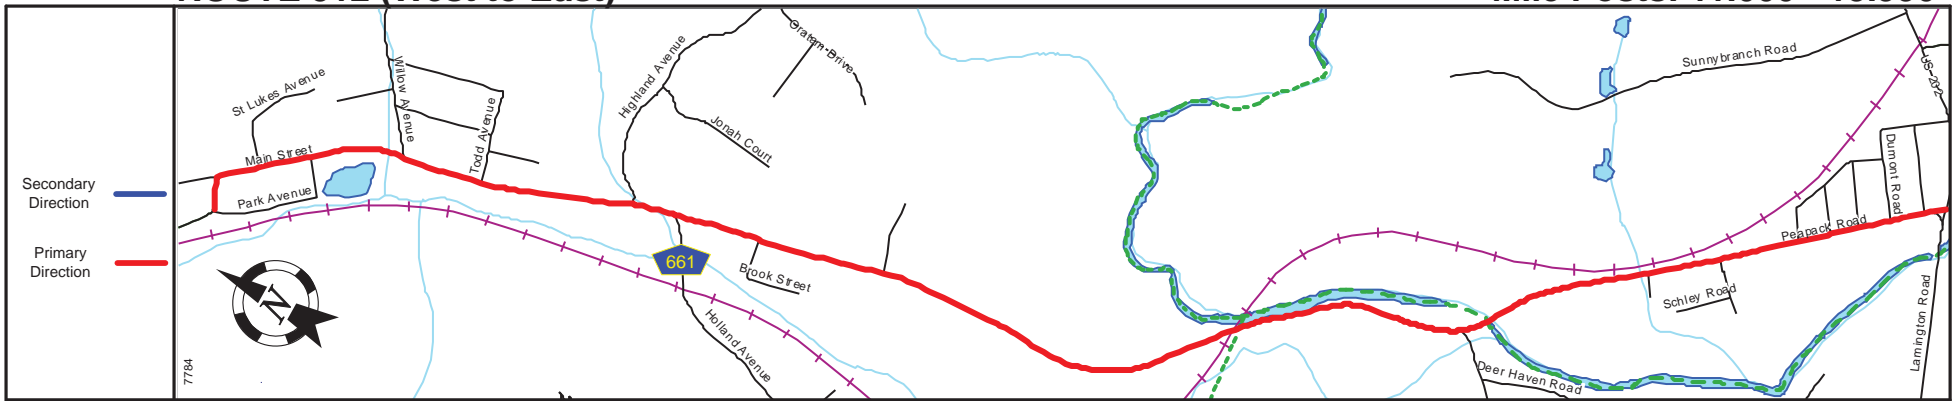 Secondary
Direction
Primary
Direction
St Lukes Avenue
Main Street
Park Avenue
Willow Avenue
Todd Avenue
Highland Avenue
Oratam Drive
Jonah Court
661
Brook Street
Holland Avenue
N
7784
Sunnybranch Road
US 202
Dumont Road
Peapack Road
Schley Road
Deer Haven Road
Lamington Road